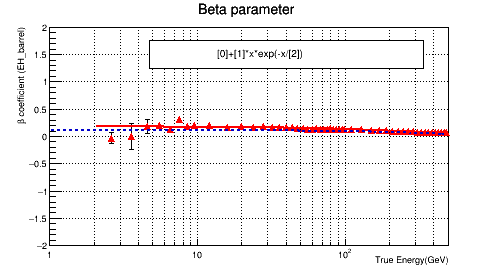 Beta parameter
β coefficient (EH_barrel)
[0]+[1]*x*exp(-x/[2])
2
1.5
1
0.5
0
−0.5
−1
−1.5
−2
1 10 10²
True Energy(GeV)